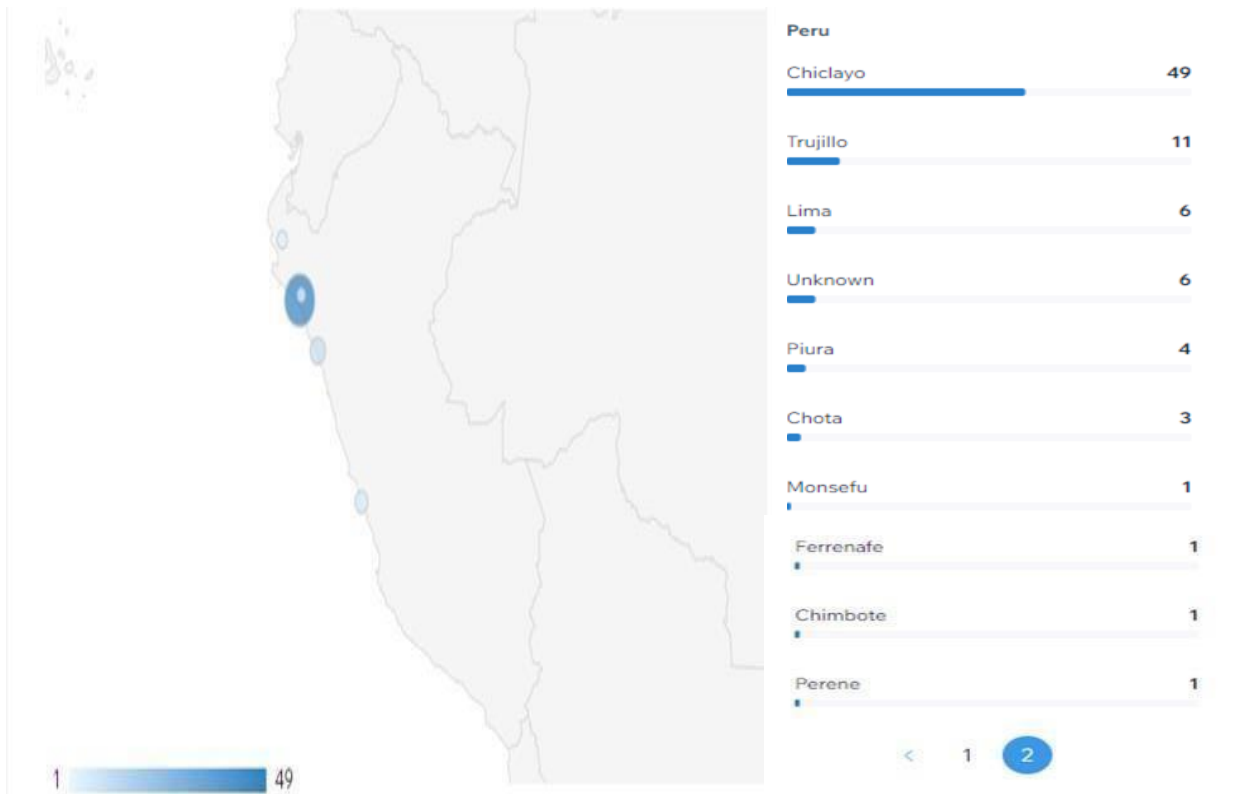 Peru
Chiclayo 49
Trujillo 11
Lima 6
Unknown 6
Piura 4
Chota 3
Monsefu 1
Ferrenafe 1
Chimbote 1
Perene 1
< 1 2
1 49